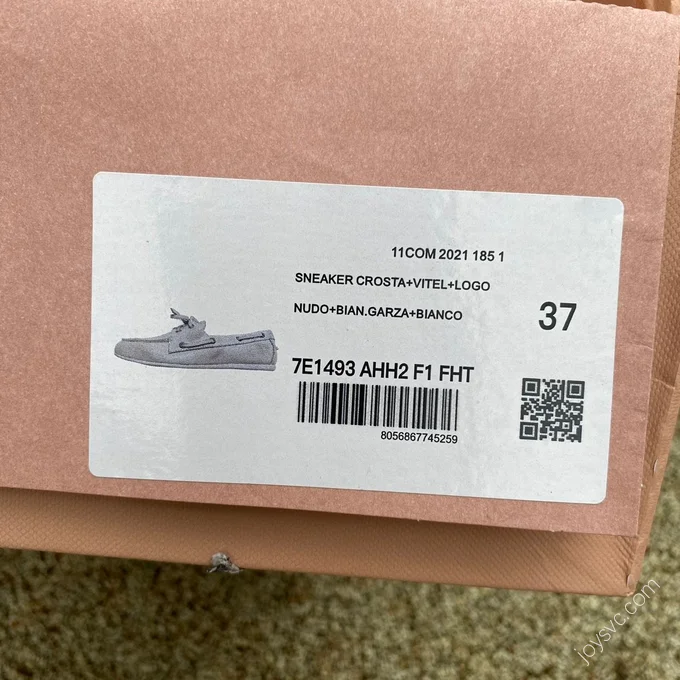 11COM 2021 185 1
SNEAKER CROSTA+VITEL+LOGO
NUDO+BIAN.GARZA+BIANCO
37
7E1493 AHH2 F1 FHT
8056867745259
joysvc.com